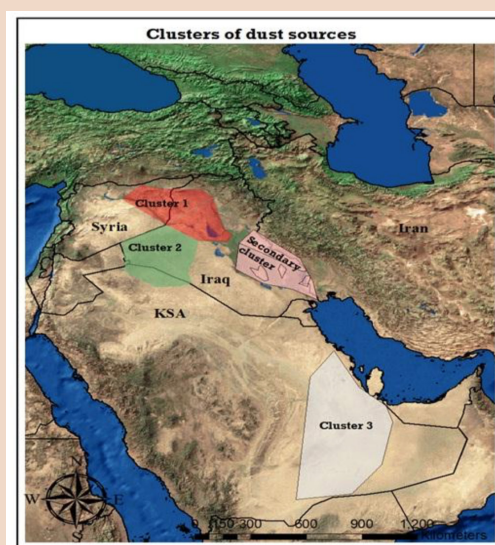 Clusters of dust sources
Cluster 1
Syria
Iran
Cluster 2
Secondary
cluster
Iraq
KSA
Cluster 3
N
W
E
S
0 150 300 600 900 1,200
Kilometers